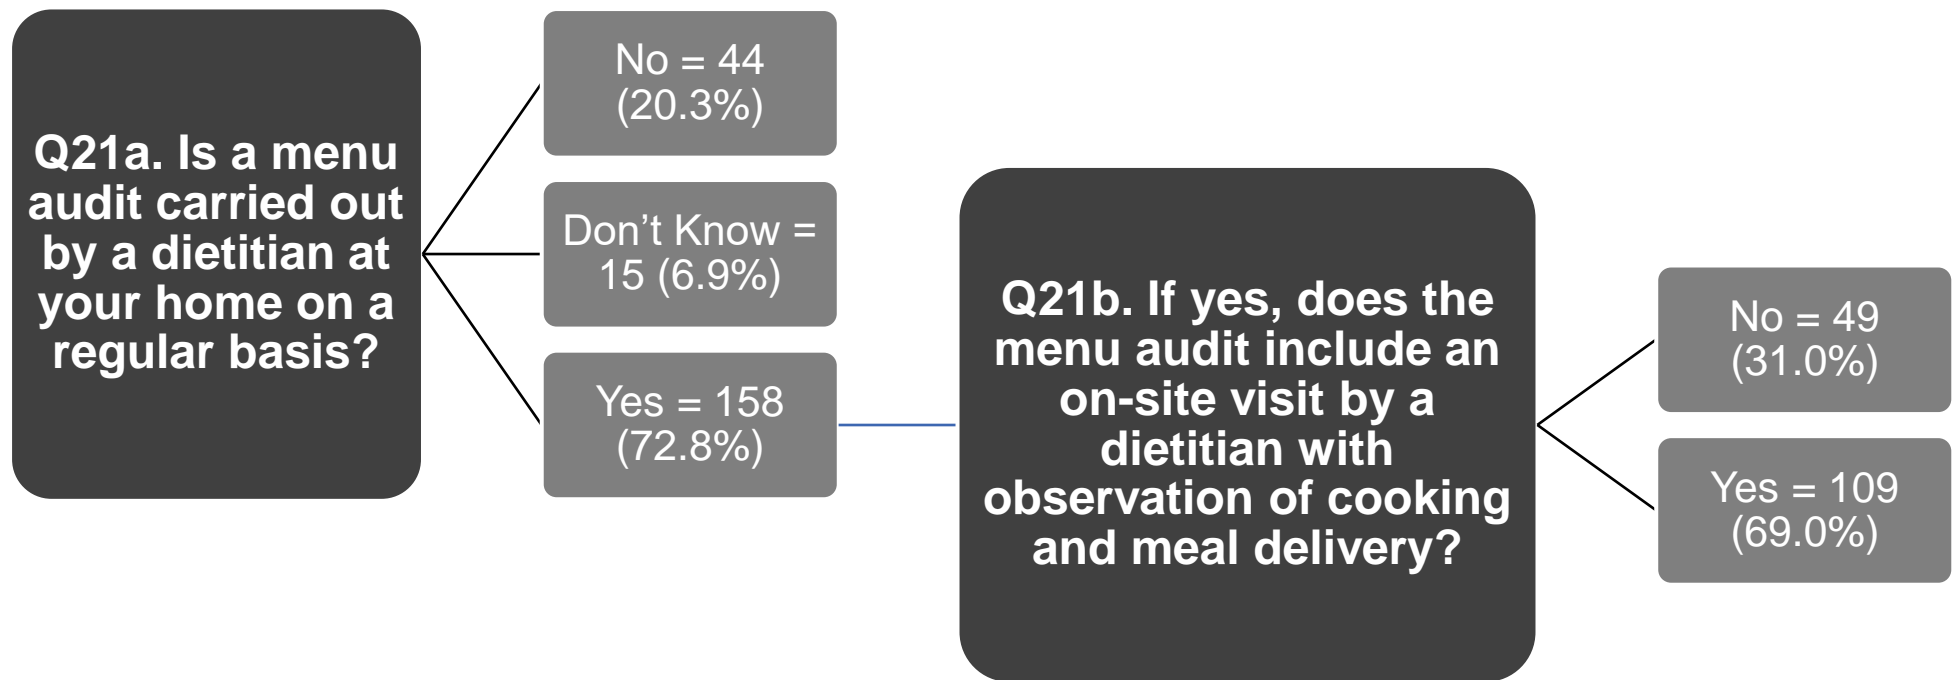 Q21a. Is a menu
audit carried out
by a dietitian at
your home on a
regular basis?
No = 44
(20.3%)
Don’t Know =
15 (6.9%)
Yes = 158
(72.8%)
Q21b. If yes, does the
menu audit include an
on-site visit by a
dietitian with
observation of cooking
and meal delivery?
No = 49
(31.0%)
Yes = 109
(69.0%)